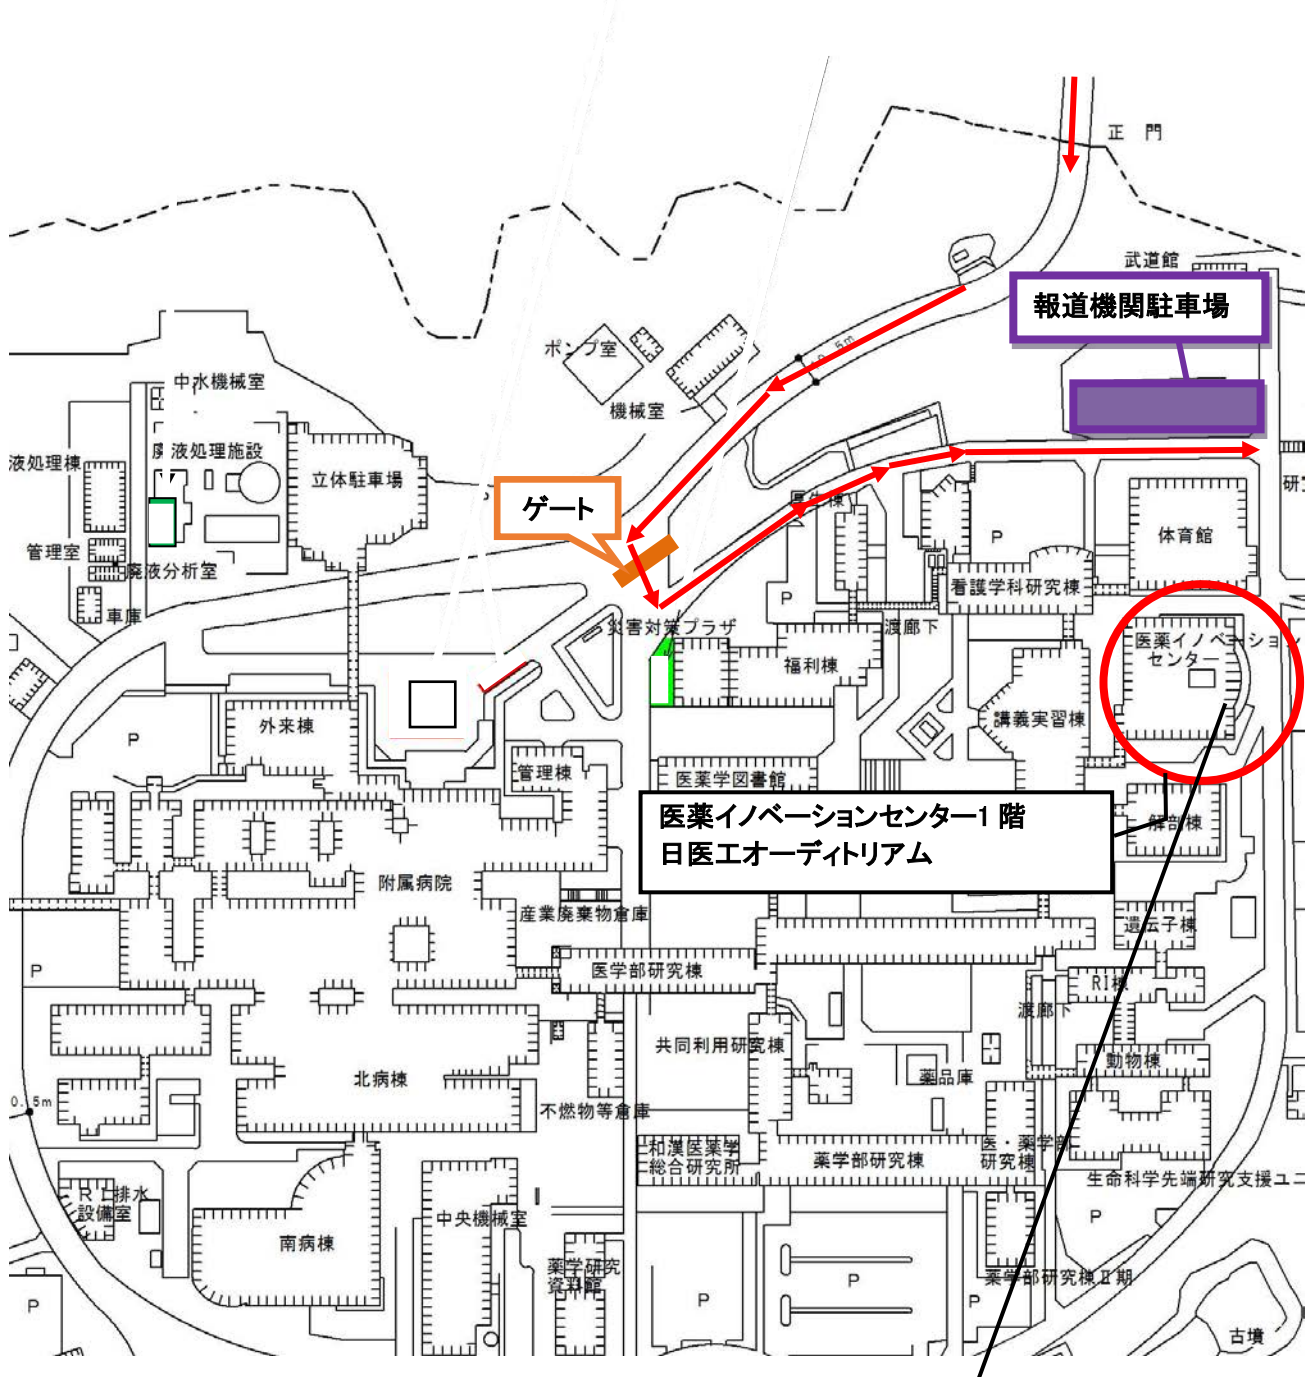 正門
武道館
報道機関駐車場
10.5m
ポンプ室
機械室
中水機械室
廃液処理施設
液処理棟
立体駐車場
P
ゲート
厚生棟
P
体育館
研究
管理室
廃液分析室
車庫
看護学科研究棟
P
災害対策プラザ
渡廊下
医薬イノベーション
センター
福利棟
外来棟
P
講義実習棟
管理棟
医薬学図書館
医薬イノベーションセンター1 階
日医工オーディトリアム
解剖棟
附属病院
産業廃棄物倉庫
遺伝子棟
P
医学部研究棟
RI棟
渡廊下
共同利用研究棟
動物棟
北病棟
薬品庫
0.5m
不燃物等倉庫
和漢医薬学
総合研究所
薬学部研究棟
医・薬学部
研究棟
生命科学先端研究支援ユニ
RI排水
設備室
中央機械室
P
南病棟
薬学研究
資料館
P
薬学部研究棟Ⅱ期
P
P
P
古墳